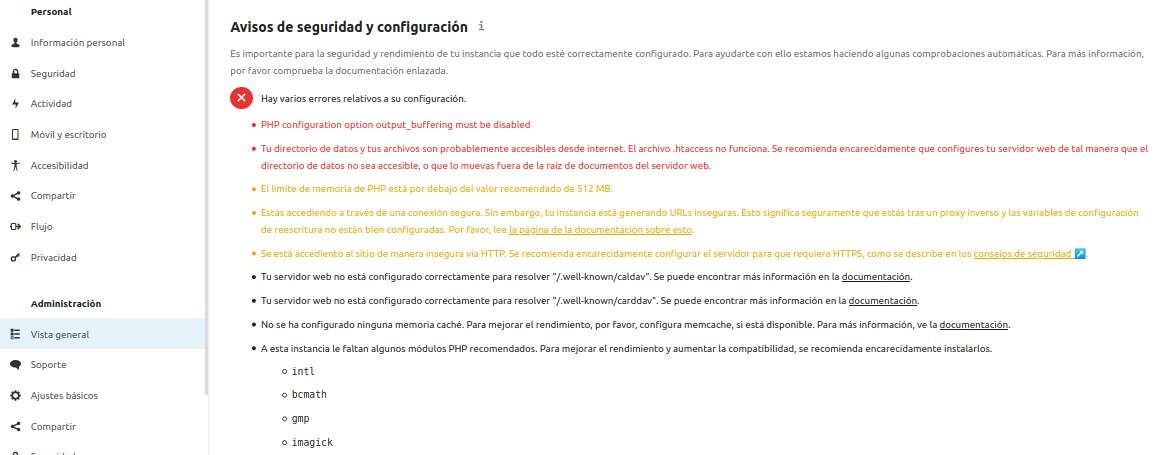 Personal
Información personal
Seguridad
Actividad
Móvil y escritorio
Accesibilidad
Compartir
Flujo
Privacidad
Administración
Vista general
Soporte
Ajustes básicos
Compartir
Avisos de seguridad y configuración
Es importante para la seguridad y rendimiento de tu instancia que todo esté correctamente configurado. Para ayudarte con ello estamos haciendo algunas comprobaciones automáticas. Para más información,
por favor comprueba la documentación enlazada.
Hay varios errores relativos a su configuración.
PHP configuration option output_buffering must be disabled
Tu directorio de datos y tus archivos son probablemente accesibles desde internet. El archivo .htaccess no funciona. Se recomienda encarecidamente que configures tu servidor web de tal manera que el
directorio de datos no sea accesible, o que lo muevas fuera de la raíz de documentos del servidor web.
El límite de memoria de PHP está por debajo del valor recomendado de 512 MB.
Estás accediendo a través de una conexión segura. Sin embargo, tu instancia está generando URLs inseguras. Esto significa seguramente que estás tras un proxy inverso y las variables de configuración
de reescritura no están bien configuradas. Por favor, lee la página de la documentación sobre esto.
Se está accediento al sitio de manera insegura vía HTTP. Se recomienda encarecidamente configurar el servidor para que requiera HTTPS, como se describe en los consejos de seguridad ↗.
Tu servidor web no está configurado correctamente para resolver "/.well-known/caldav". Se puede encontrar más información en la documentación.
Tu servidor web no está configurado correctamente para resolver "/.well-known/carddav". Se puede encontrar más información en la documentación.
No se ha configurado ninguna memoria caché. Para mejorar el rendimiento, por favor, configura memcache, si está disponible. Para más información, ve la documentación.
A esta instancia le faltan algunos módulos PHP recomendados. Para mejorar el rendimiento y aumentar la compatibilidad, se recomienda encarecidamente instalarlos.
intl
bcmath
gmp
imagick